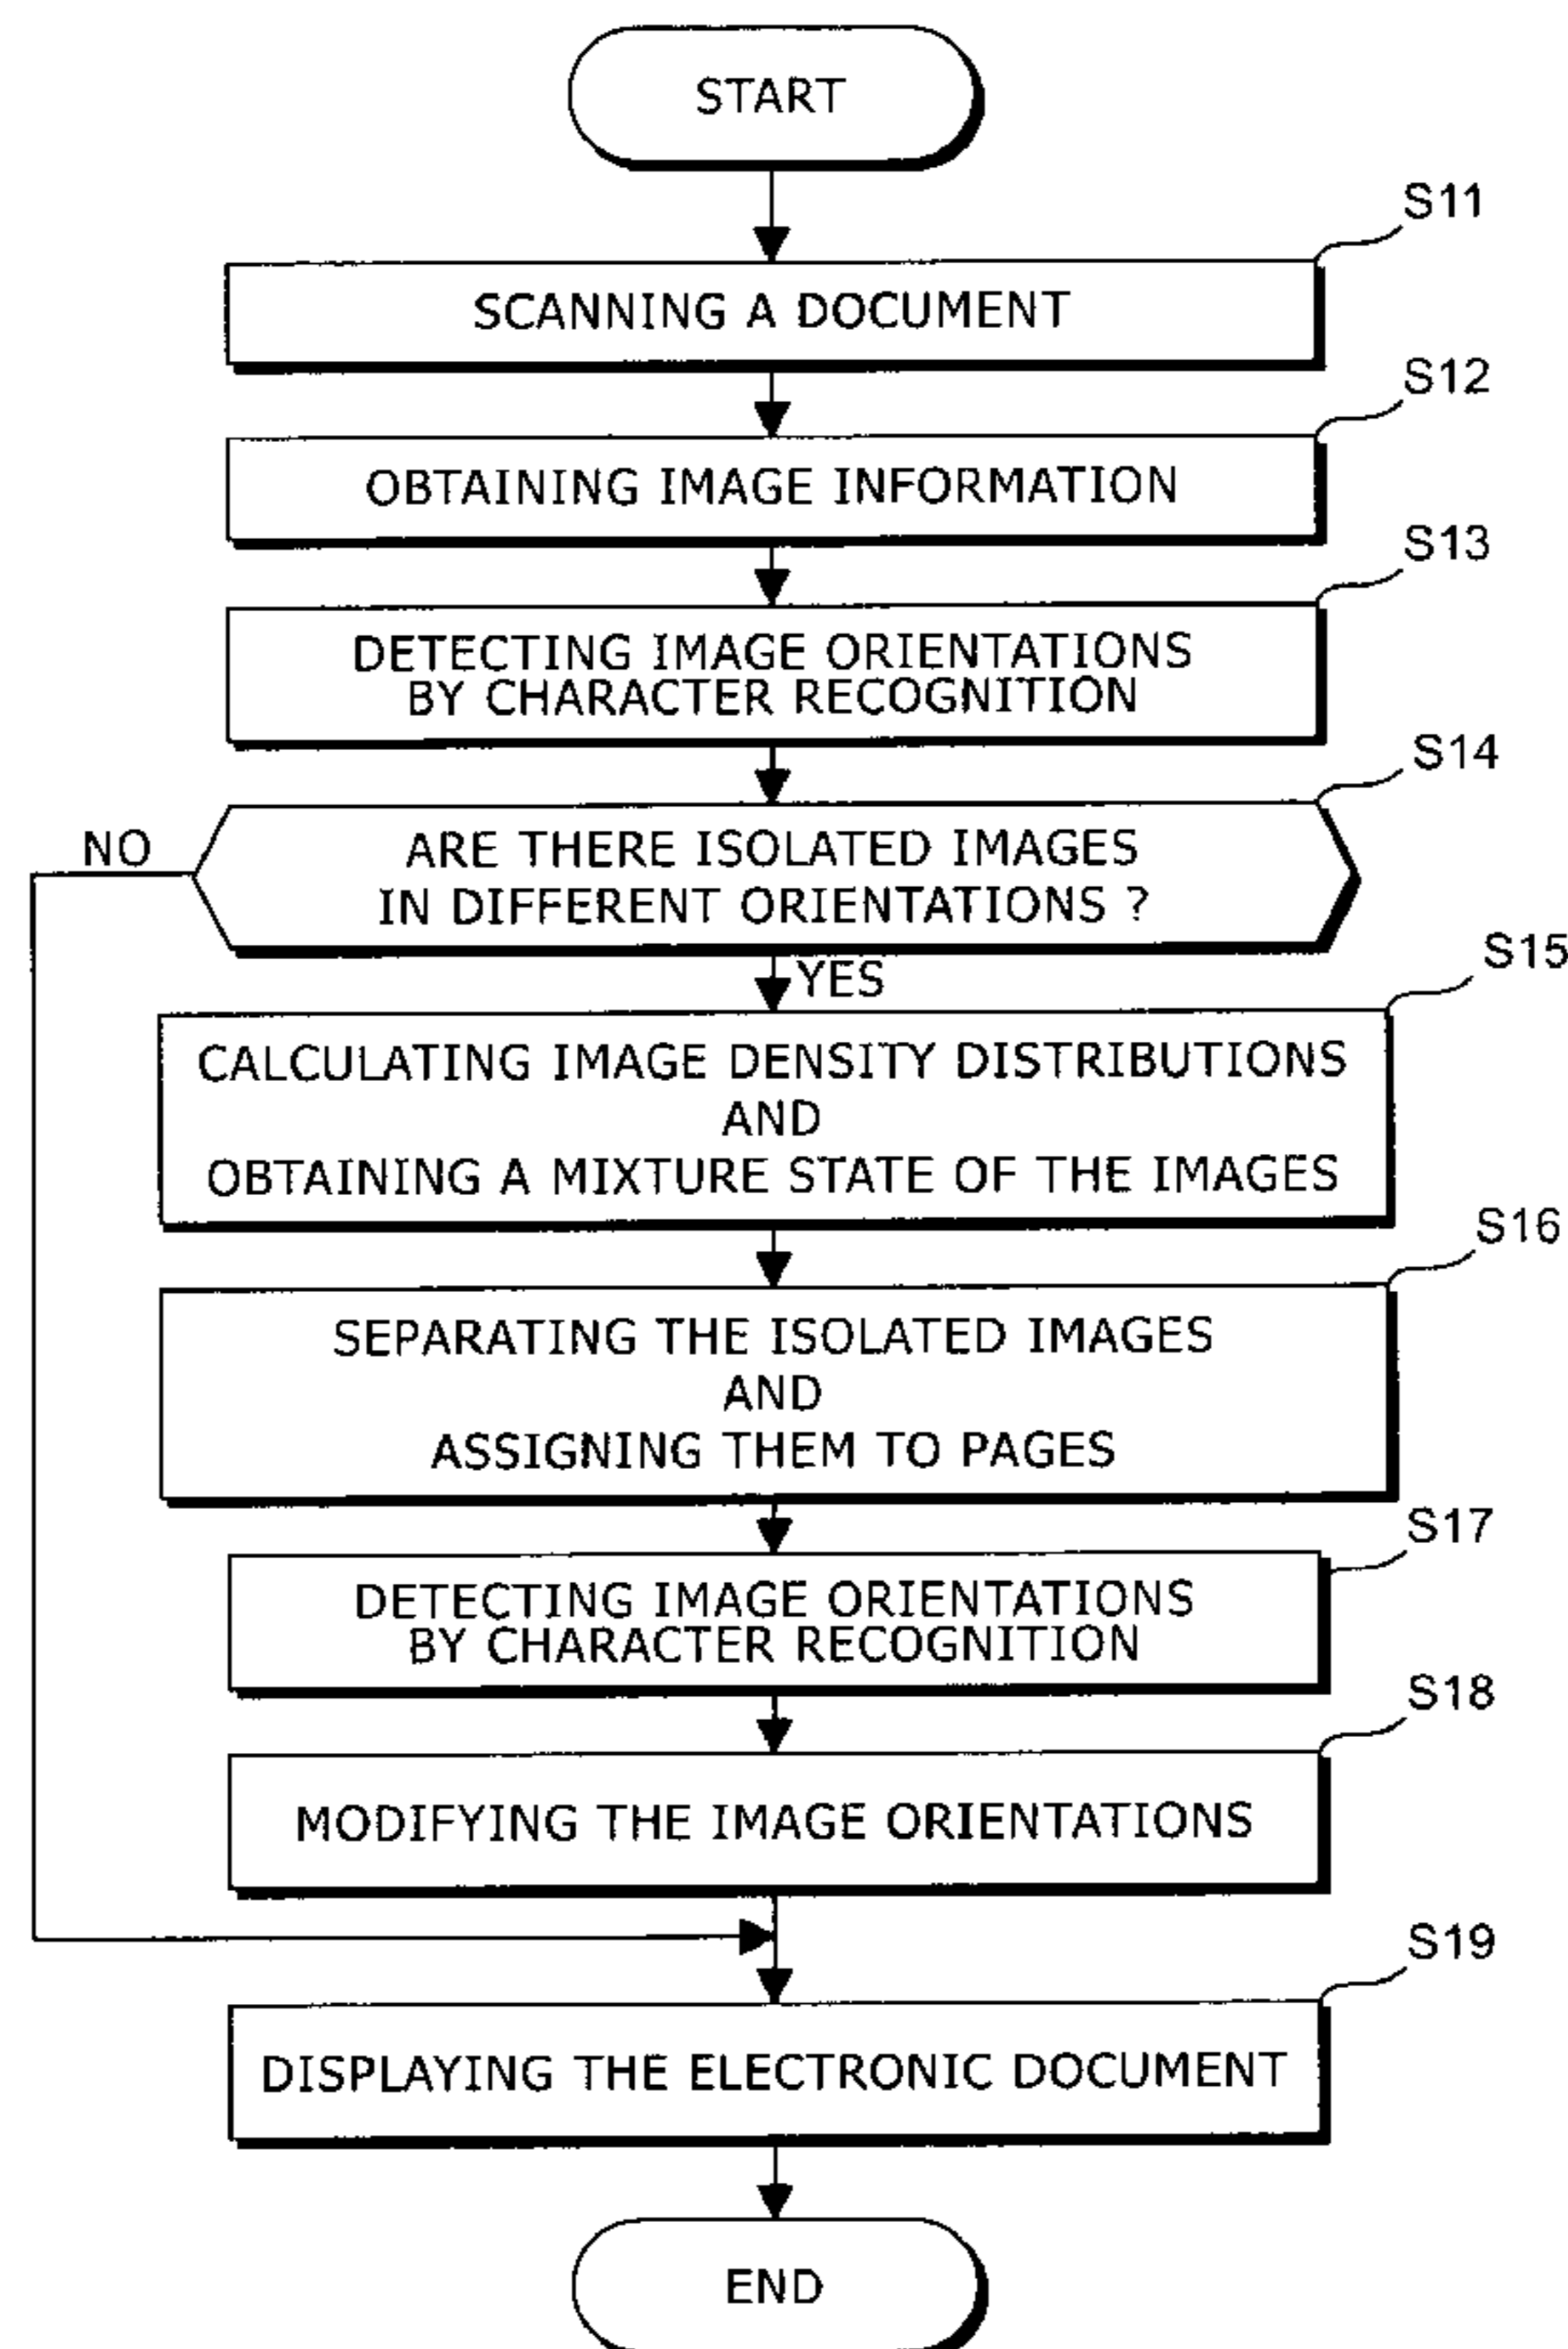 START
S11
SCANNING A DOCUMENT
S12
OBTAINING IMAGE INFORMATION
S13
DETECTING IMAGE ORIENTATIONS
BY CHARACTER RECOGNITION
S14
NO
ARE THERE ISOLATED IMAGES
IN DIFFERENT ORIENTATIONS ?
YES
S15
CALCULATING IMAGE DENSITY DISTRIBUTIONS
AND
OBTAINING A MIXTURE STATE OF THE IMAGES
S16
SEPARATING THE ISOLATED IMAGES
AND
ASSIGNING THEM TO PAGES
S17
DETECTING IMAGE ORIENTATIONS
BY CHARACTER RECOGNITION
S18
MODIFYING THE IMAGE ORIENTATIONS
S19
DISPLAYING THE ELECTRONIC DOCUMENT
END